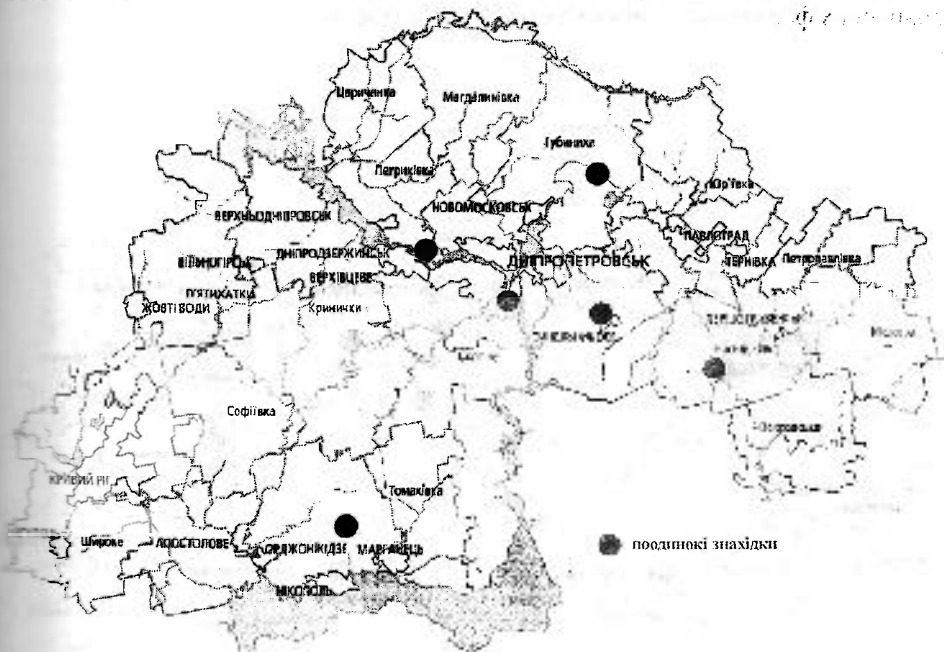 Царичанка
Магдалинівка
Губиниха
Петриківка
Юр'ївка
НОВОМОСКОВСЬК
ВЕРХНЬОДНІПРОВСЬК
ПАВЛОГРАД
ДНІПРОДЗЕРЖИНСЬК
ДНІПРОПЕТРОВСЬК
ТЕРНІВКА
Петропавлівка
ВІЛЬНОГІРСЬК
ВЕРХІВЦЕВЕ
П'ЯТИХАТКИ
ЖОВТІ ВОДИ
Кринички
Софіївка
КРИВИЙ РІГ
Томаківка
Широке
АПОСТОЛОВЕ
ОРДЖОНІКІДЗЕ
МАРГАНЕЦЬ
поодинокі знахідки
НІКОПОЛЬ